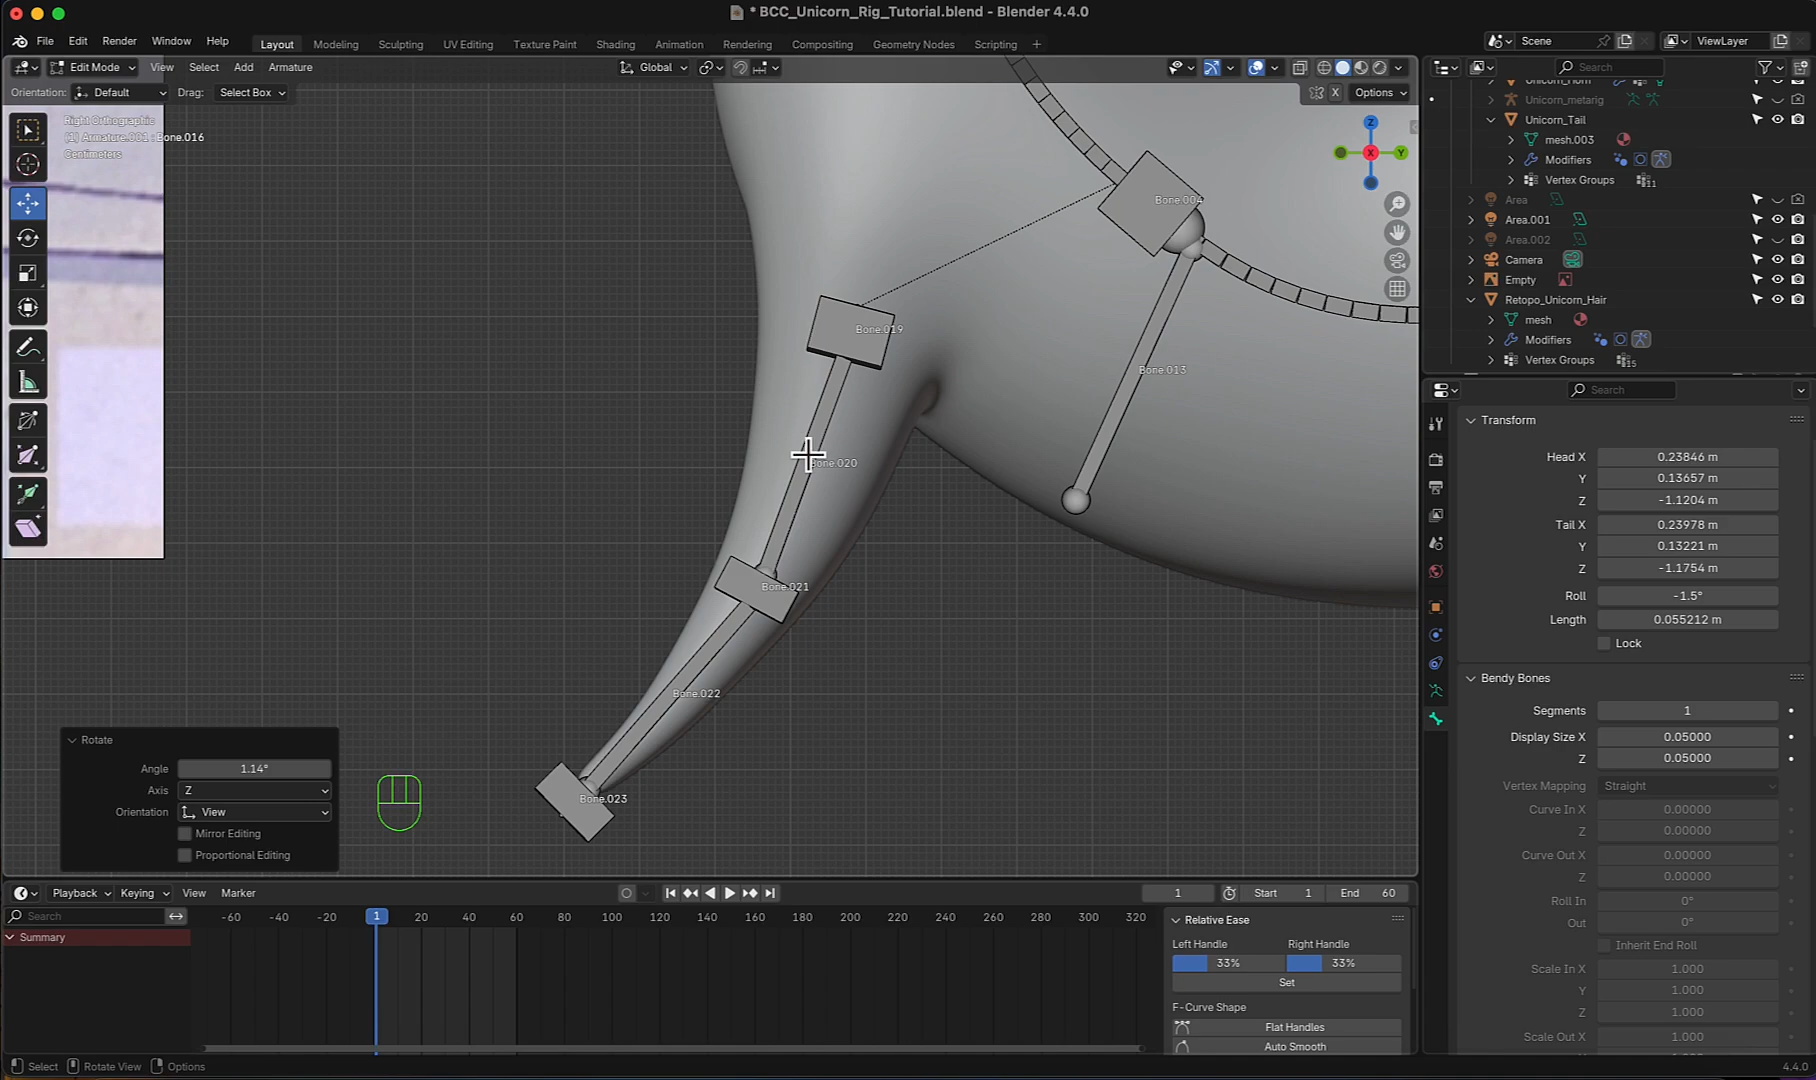 * BCC_Unicorn_Rig_Tutorial.blend - Blender 4.4.0
File Edit Render Window Help
Layout Modeling Sculpting UV Editing Texture Paint Shading Animation Rendering Compositing Geometry Nodes Scripting +
Scene ViewLayer
Edit Mode View Select Add Armature
Global
Search
Orientation: Default Drag: Select Box
X Options
Right Orthographic
(1) Armature.001 : Bone.016
Centimeters
Z
X Y
Bone.004
Bone.019
Bone.013
Bone.020
Bone.021
Bone.022
Bone.023
Unicorn_Horn
Unicorn_metarig
Unicorn_Tail
mesh.003
Modifiers
Vertex Groups 11
Area
Area.001
Area.002
Camera
Empty
Retopo_Unicorn_Hair
mesh
Modifiers
Vertex Groups 15
Search
Transform
Head X 0.23846 m
Y 0.13657 m
Z -1.1204 m
Tail X 0.23978 m
Y 0.13221 m
Z -1.1754 m
Roll -1.5°
Length 0.055212 m
Lock
Bendy Bones
Segments 1
Display Size X 0.05000
Z 0.05000
Vertex Mapping Straight
Curve In X 0.00000
Z 0.00000
Curve Out X 0.00000
Z 0.00000
Roll In 0°
Out 0°
Inherit End Roll
Scale In X 1.000
Y 1.000
Z 1.000
Scale Out X 1.000
Rotate
Angle 1.14°
Axis Z
Orientation View
Mirror Editing
Proportional Editing
Playback Keying View Marker
1 Start 1 End 60
Search
-60 -40 -20 1 20 40 60 80 100 120 140 160 180 200 220 240 260 280 300 320
Summary
Relative Ease
Left Handle Right Handle
33% 33%
Set
F-Curve Shape
Flat Handles
Auto Smooth
Select Rotate View Options
4.4.0